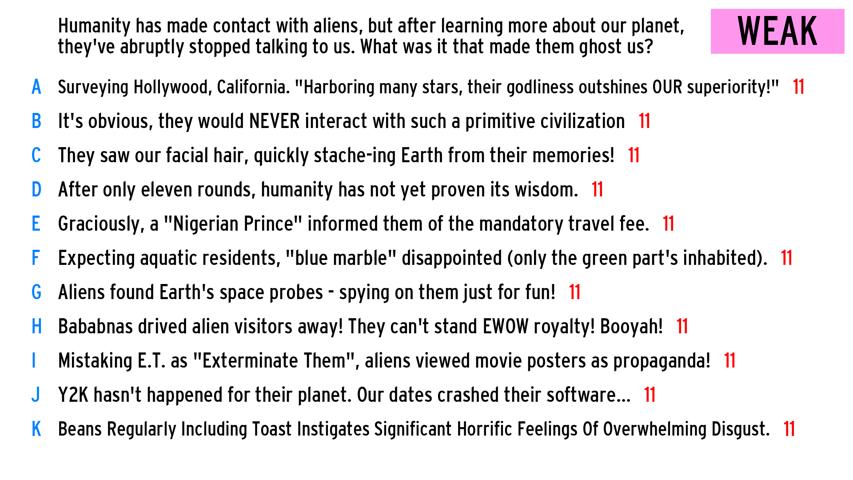 Humanity has made contact with aliens, but after learning more about our planet,
they've abruptly stopped talking to us. What was it that made them ghost us?
WEAK
A Surveying Hollywood, California. "Harboring many stars, their godliness outshines OUR superiority!" 11
B It's obvious, they would NEVER interact with such a primitive civilization 11
C They saw our facial hair, quickly stache-ing Earth from their memories! 11
D After only eleven rounds, humanity has not yet proven its wisdom. 11
E Graciously, a "Nigerian Prince" informed them of the mandatory travel fee. 11
F Expecting aquatic residents, "blue marble" disappointed (only the green part's inhabited). 11
G Aliens found Earth's space probes - spying on them just for fun! 11
H Bababnas drived alien visitors away! They can't stand EWOW royalty! Booyah! 11
I Mistaking E.T. as "Exterminate Them", aliens viewed movie posters as propaganda! 11
J Y2K hasn't happened for their planet. Our dates crashed their software... 11
K Beans Regularly Including Toast Instigates Significant Horrific Feelings Of Overwhelming Disgust. 11